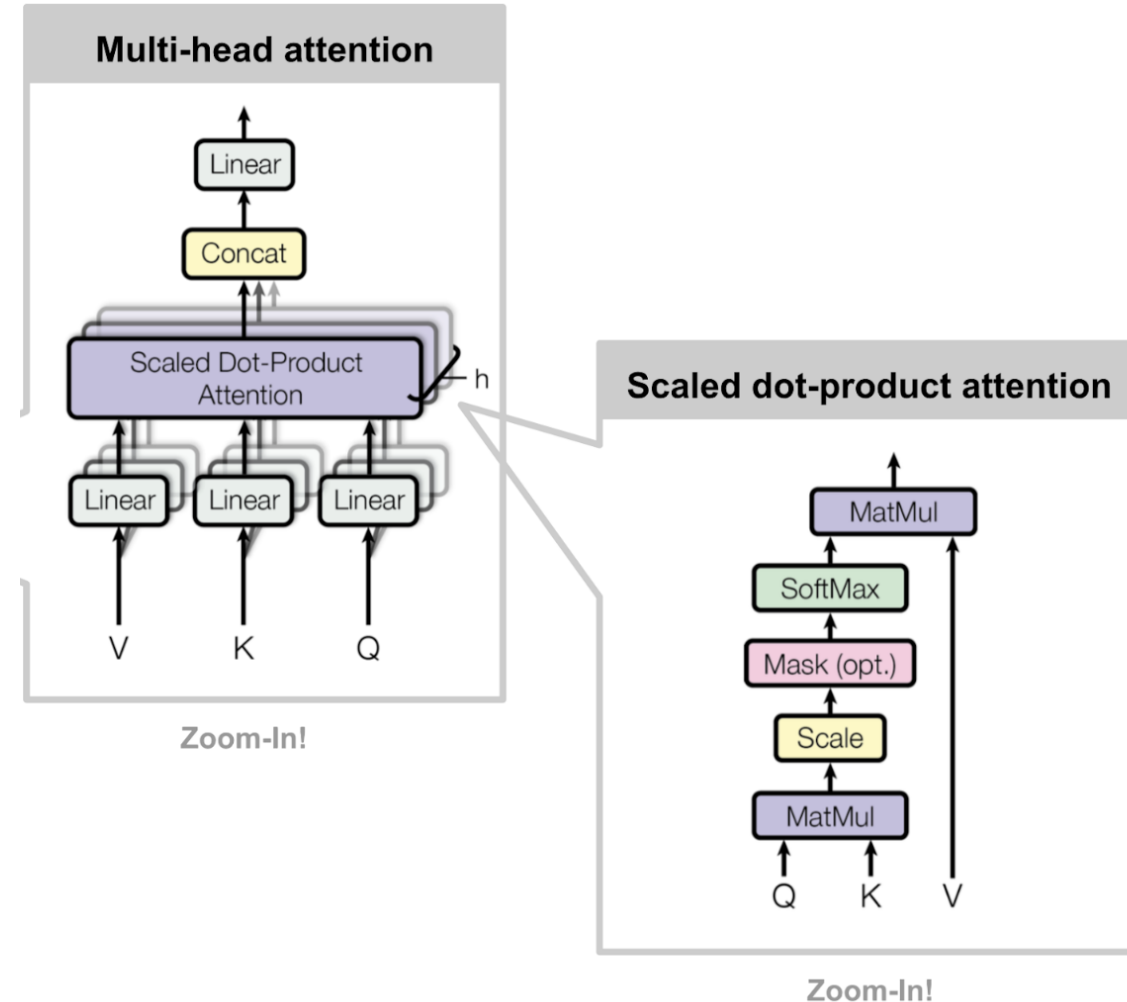 Multi-head attention
Linear
Concat
Scaled Dot-Product
Attention
h
Linear
Linear
Linear
V
K
Q
Zoom-In!
Scaled dot-product attention
MatMul
SoftMax
Mask (opt.)
Scale
MatMul
Q
K
V
Zoom-In!